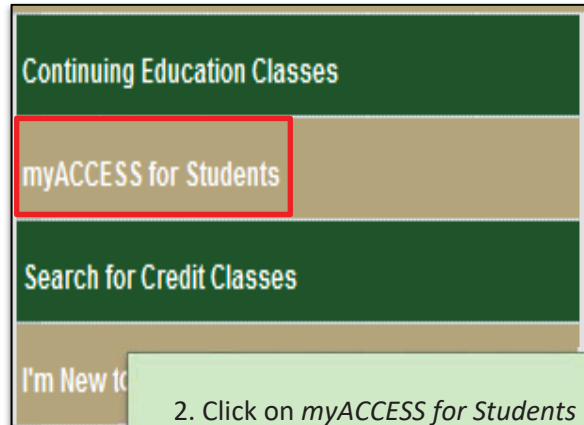 Continuing Education Classes
myACCESS for Students
Search for Credit Classes
I'm New to
2. Click on myACCESS for Students